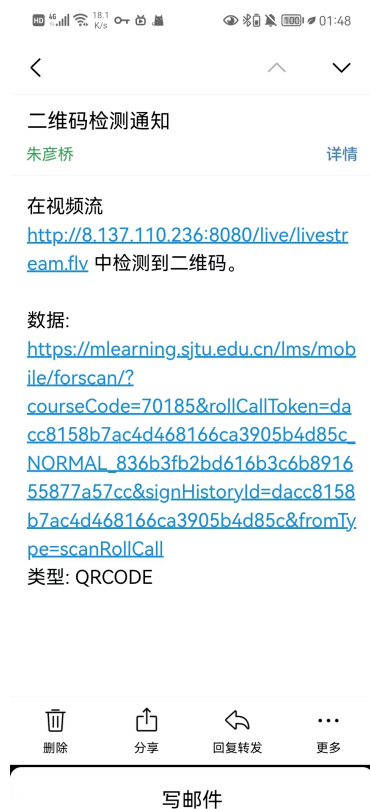 HD 4G 18.1 K/s 100 01:48
二维码检测通知
朱彦桥 详情
在视频流
http://8.137.110.236:8080/live/livestr
eam.flv 中检测到二维码。
数据:
https://mlearning.sjtu.edu.cn/lms/mob
ile/forscan/?
courseCode=70185&rollCallToken=da
cc8158b7ac4d468166ca3905b4d85c_
NORMAL_836b3fb2bd616b3c6b8916
55877a57cc&signHistoryId=dacc8158
b7ac4d468166ca3905b4d85c&fromTy
pe=scanRollCall
类型: QRCODE
删除 分享 回复转发 更多
写邮件